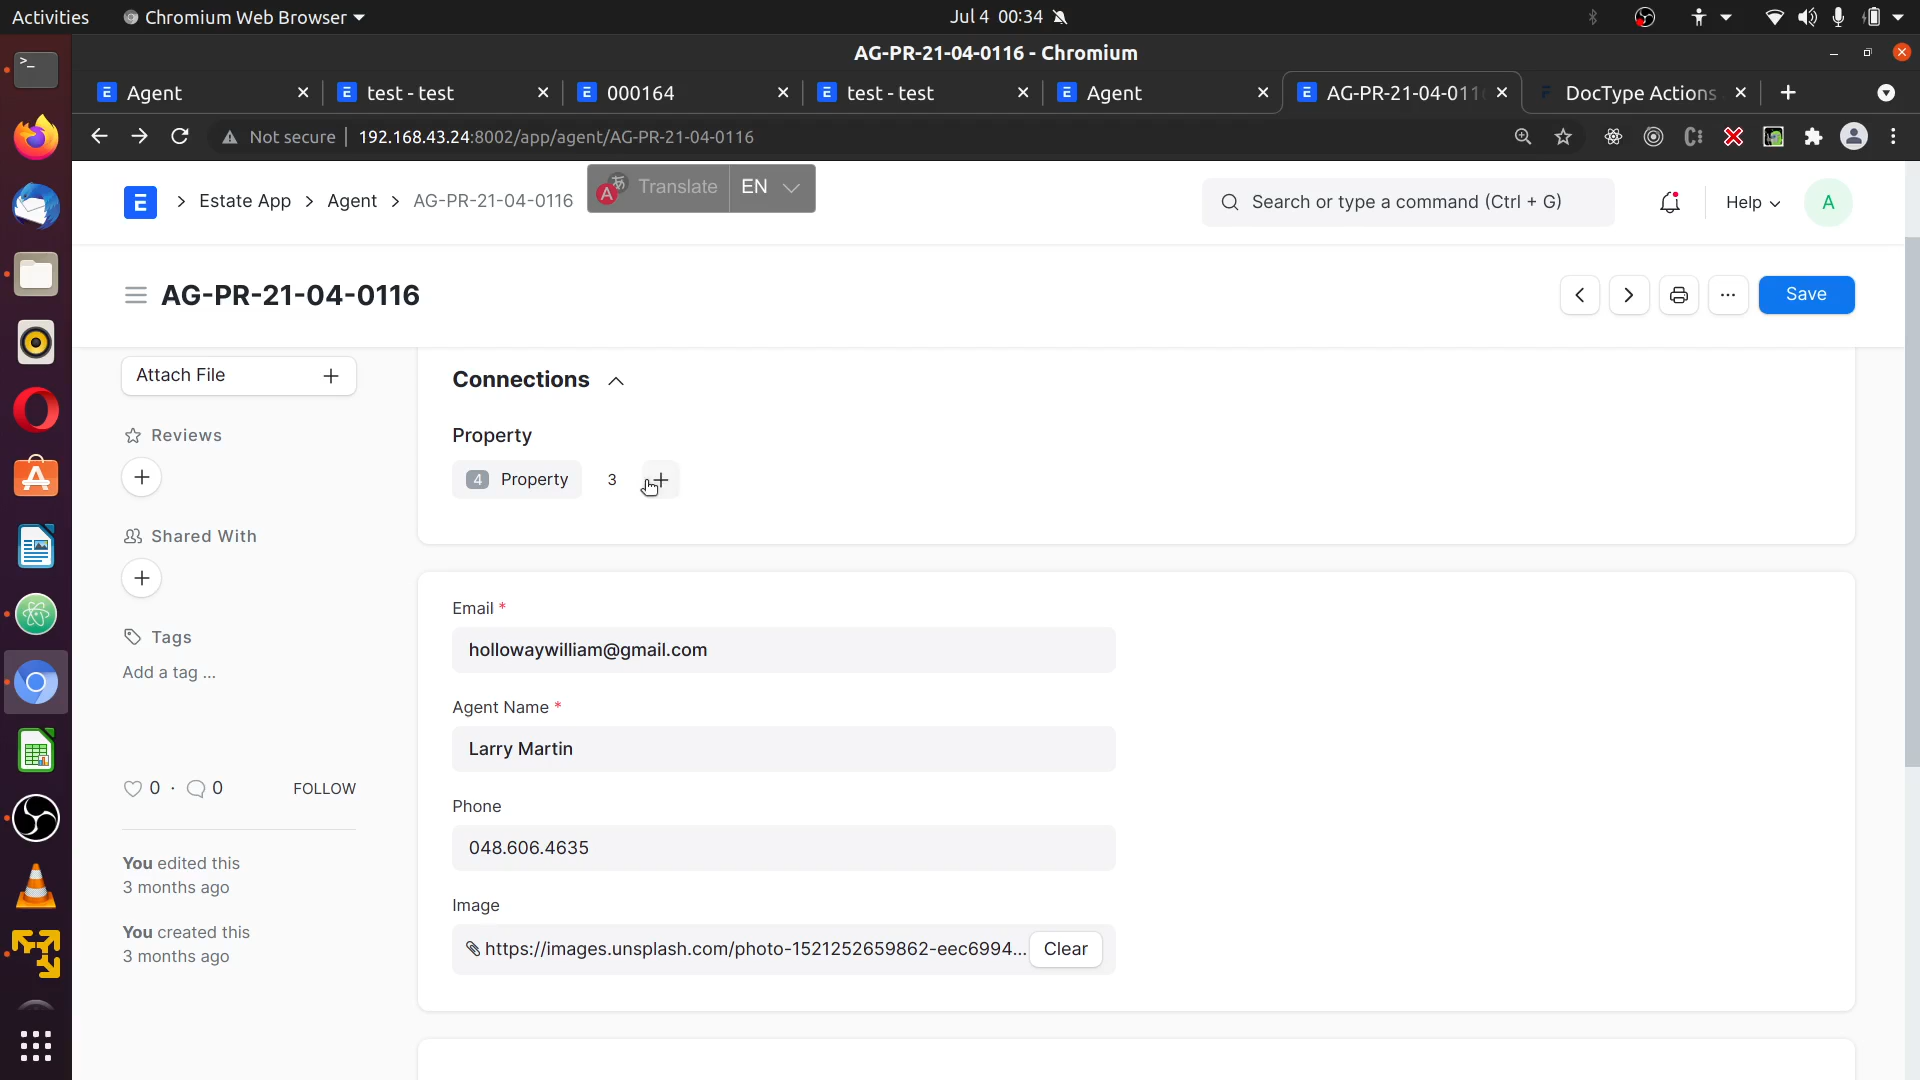 Activities Chromium Web Browser Jul 4 00:34
AG-PR-21-04-0116 - Chromium
Agent test - test 000164 test - test Agent AG-PR-21-04-011 DocType Actions
Not secure 192.168.43.24:8002/app/agent/AG-PR-21-04-0116
E > Estate App > Agent > AG-PR-21-04-0116 Translate EN Search or type a command (Ctrl + G) Help A
AG-PR-21-04-0116 Save
Attach File
Connections
Reviews
Property
4 Property 3
Shared With
Email *
hollowaywilliam@gmail.com
Tags
Add a tag ...
Agent Name *
Larry Martin
0 · 0 FOLLOW
Phone
048.606.4635
You edited this
3 months ago
Image
https://images.unsplash.com/photo-1521252659862-eec6994... Clear
You created this
3 months ago